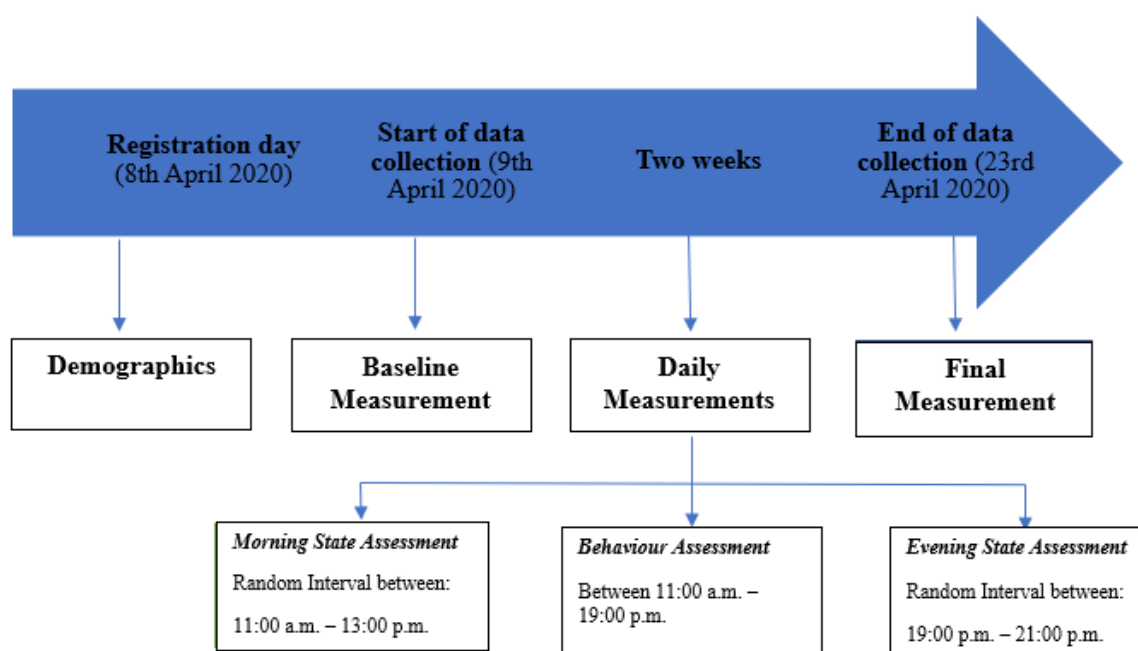 Registration day
(8th April 2020)
Start of data
collection (9th
April 2020)
Two weeks
End of data
collection (23rd
April 2020)
Demographics
Baseline
Measurement
Daily
Measurements
Final
Measurement
Morning State Assessment
Random Interval between:
11:00 a.m. – 13:00 p.m.
Behaviour Assessment
Between 11:00 a.m. –
19:00 p.m.
Evening State Assessment
Random Interval between:
19:00 p.m. – 21:00 p.m.